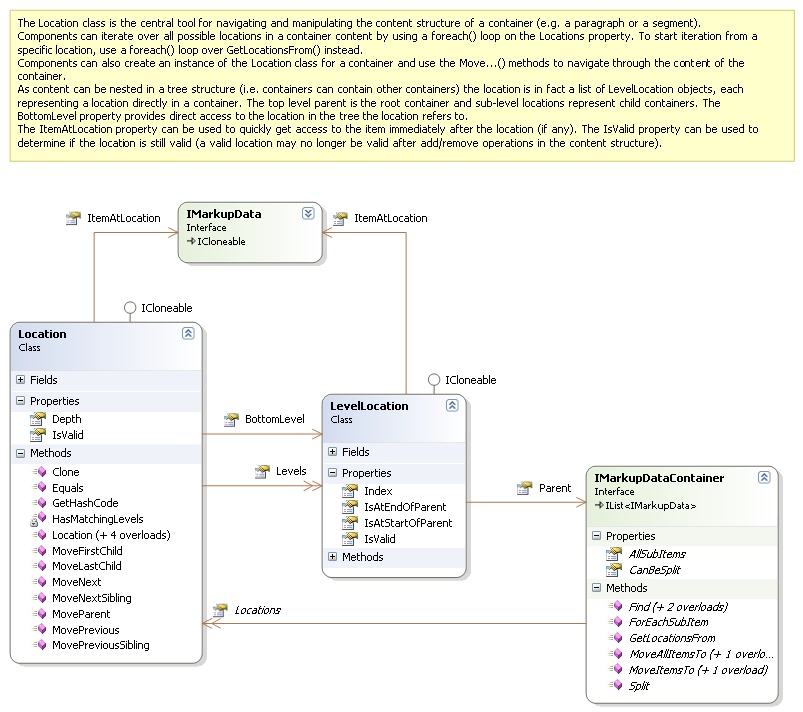 The Location class is the central tool for navigating and manipulating the content structure of a container (e.g. a paragraph or a segment).
Components can iterate over all possible locations in a container content by using a foreach() loop on the Locations property. To start iteration from a
specific location, use a foreach() loop over GetLocationsFrom() instead.
Components can also create an instance of the Location class for a container and use the Move...() methods to navigate through the content of the
container.
As content can be nested in a tree structure (i.e. containers can contain other containers) the location is in fact a list of LevelLocation objects, each
representing a location directly in a container. The top level parent is the root container and sub-level locations represent child containers. The
BottomLevel property provides direct access to the location in the tree the location refers to.
The ItemAtLocation property can be used to quickly get access to the item immediately after the location (if any). The IsValid property can be used to
determine if the location is still valid (a valid location may no longer be valid after add/remove operations in the content structure).
ItemAtLocation
IMarkupData
Interface
ICloneable
ItemAtLocation
ICloneable
Location
Class
Fields
Properties
Depth
IsValid
Methods
Clone
Equals
GetHashCode
HasMatchingLevels
Location (+ 4 overloads)
MoveFirstChild
MoveLastChild
MoveNext
MoveNextSibling
MoveParent
MovePrevious
MovePreviousSibling
BottomLevel
Levels
ICloneable
LevelLocation
Class
Fields
Properties
Index
IsAtEndOfParent
IsAtStartOfParent
IsValid
Methods
Parent
Locations
IMarkupDataContainer
Interface
IList<IMarkupData>
Properties
AllSubItems
CanBeSplit
Methods
Find (+ 2 overloads)
ForEachSubItem
GetLocationsFrom
MoveAllItemsTo (+ 1 overlo...
MoveItemsTo (+ 1 overload)
Split